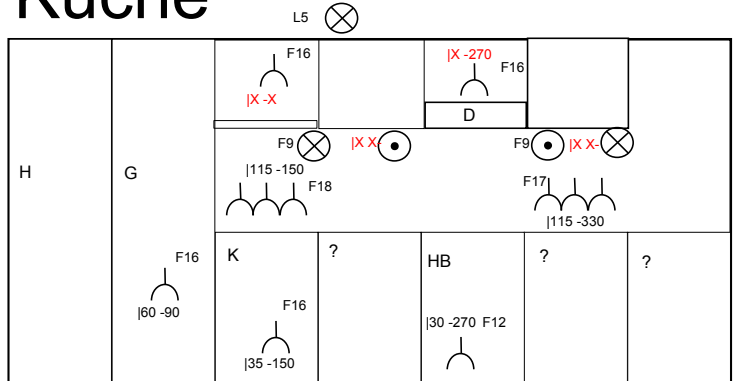 Küche
L5
F16
|X -270
F16
|X -X
D
F9
|X X-
F9
|X X-
H
G
|115 -150
F18
F17
|115 -330
F16
|60 -90
K
?
HB
?
?
F16
|35 -150
|30 -270 F12